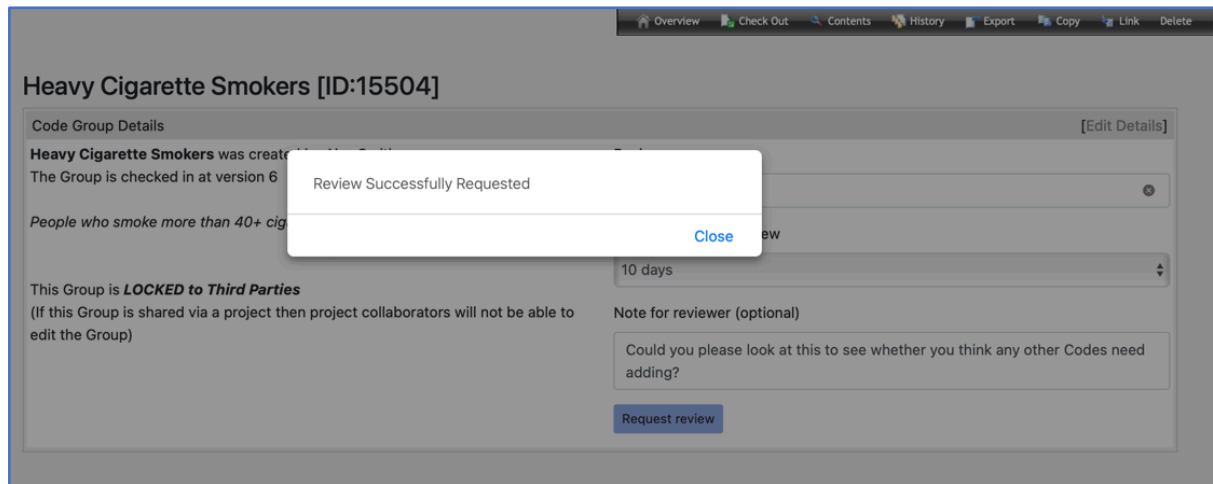 Overview Check Out Contents History Export Copy Link Delete
Heavy Cigarette Smokers [ID:15504]
Code Group Details [Edit Details]
Heavy Cigarette Smokers was create
The Group is checked in at version 6
Review Successfully Requested
People who smoke more than 40+ cig
Close
10 days
This Group is LOCKED to Third Parties
(If this Group is shared via a project then project collaborators will not be able to
edit the Group)
Note for reviewer (optional)
Could you please look at this to see whether you think any other Codes need
adding?
Request review